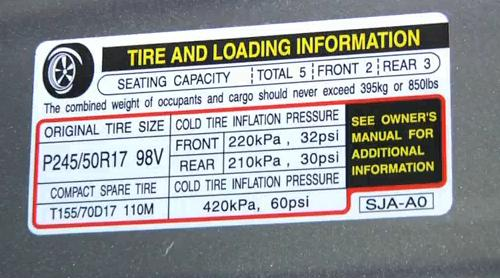 TIRE AND LOADING INFORMATION
SEATING CAPACITY | TOTAL 5 | FRONT 2 | REAR 3
The combined weight of occupants and cargo should never exceed 395kg or 850lbs
ORIGINAL TIRE SIZE
P245/50R17 98V
COLD TIRE INFLATION PRESSURE
FRONT 220kPa , 32psi
REAR 210kPa , 30psi
SEE OWNER'S
MANUAL FOR
ADDITIONAL
INFORMATION
COMPACT SPARE TIRE
T155/70D17 110M
COLD TIRE INFLATION PRESSURE
420kPa, 60psi
SJA-A0